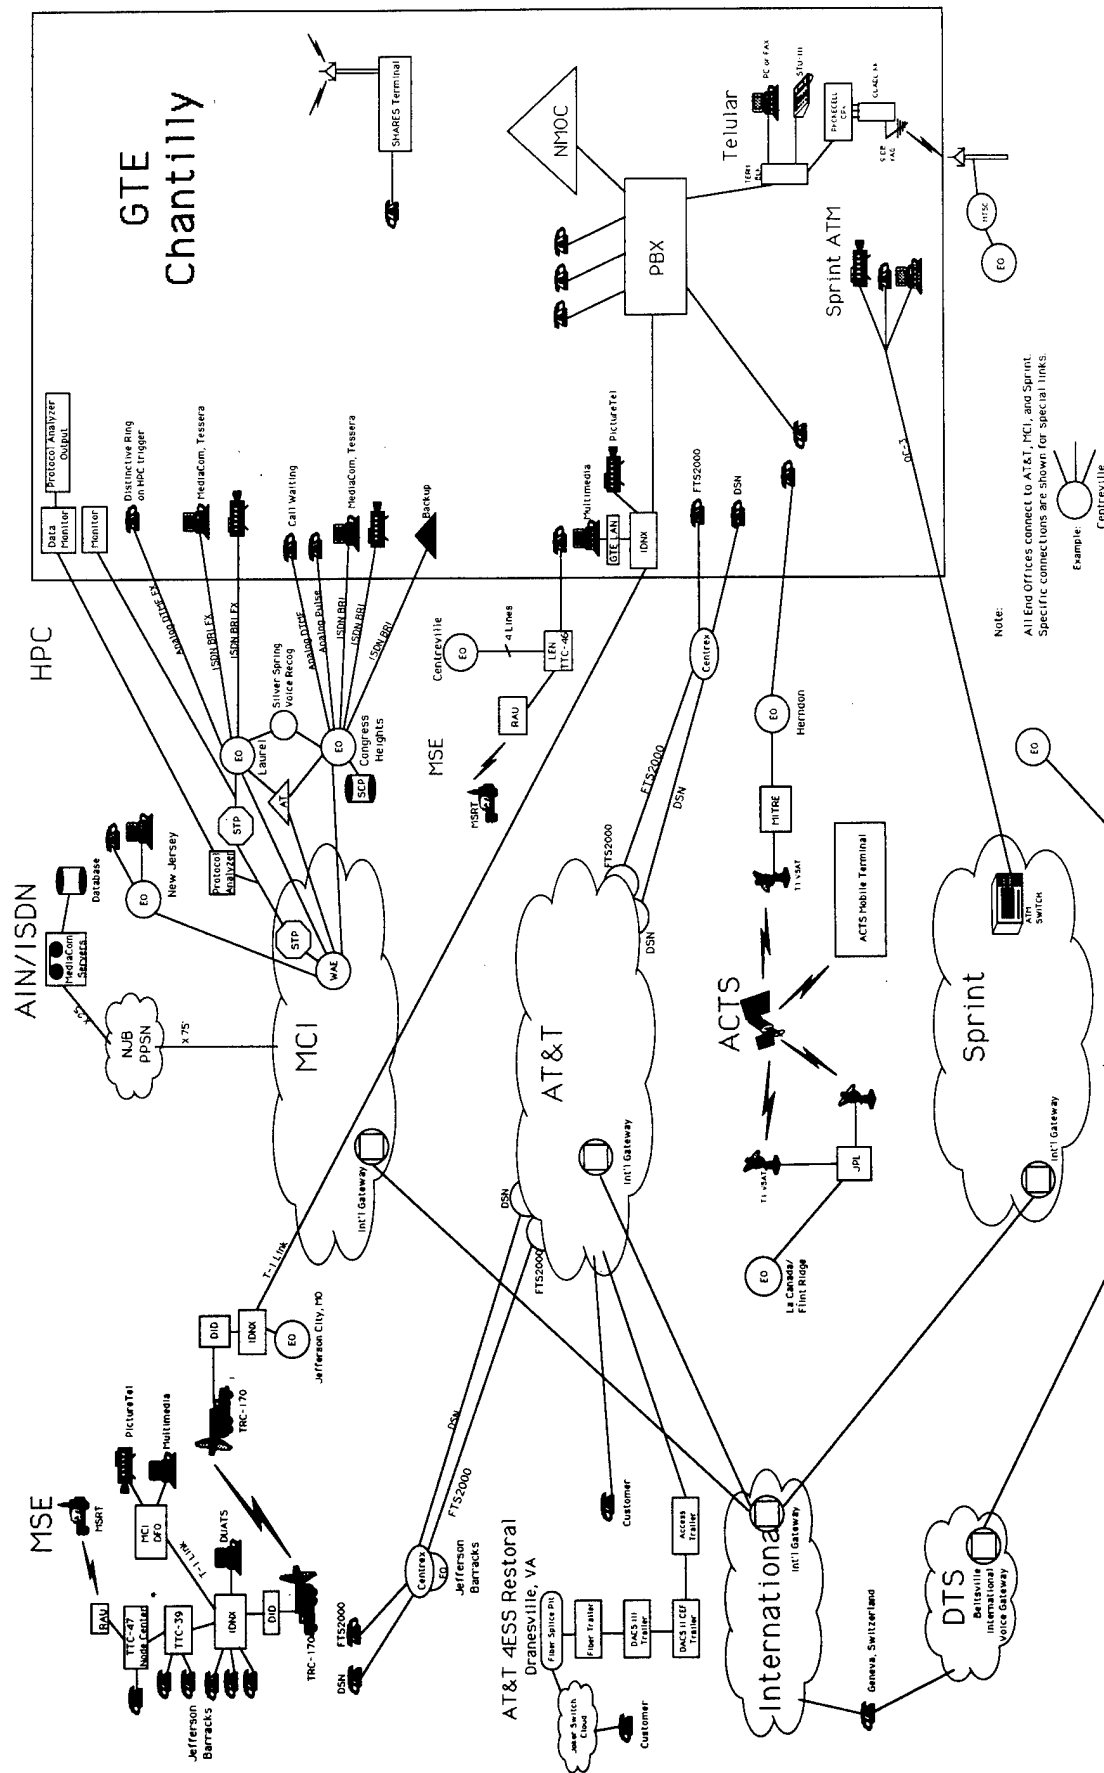 MSE
MSRT
RAU
TTC-47
Node Center
TTC-39
Jefferson
Barracks
IDNX
DUATS
DID
TRC-170
T-1 Link
MCI
DFO
PictureTel
Multimedia
TRC-170
DID
IDNX
EO
Jefferson City, MO
T-1 Link
AIN/ISDN
NJB
PPSN
X.25
X.75
MediaCom
Servers
Database
EO
New Jersey
MCI
Int'l Gateway
WAE
STP
Protocol
Analyzer
STP
HPC
EO
Laurel
AT
Silver Spring
Voice Recog
EO
Congress
Heights
SCP
Analog DTMF FX
ISDN BRI FX
ISDN BRI FX
Analog DTMF
Analog Pulse
ISDN BRI
ISDN BRI
ISDN BRI
Data
Monitor
Protocol Analyzer
Output
Monitor
Distinctive Ring
on HPC trigger
MediaCom, Tessera
Call Waiting
MediaCom, Tessera
Backup
GTE
Chantilly
SHARES Terminal
DSN
FTS2000
Centrex
EO
Jefferson
Barracks
DSN
FTS2000
DSN
FTS2000
AT&T
Int'l Gateway
FTS2000
DSN
FTS2000
DSN
Centrex
FTS2000
DSN
MSE
MSRT
RAU
LEN
TTC-46
Centreville
EO
4 Lines
Multimedia
GTE LAN
IDNX
PictureTel
PBX
NMOC
Telular
PC or FAX
STU-III
MTSC
EO
AT&T 4ESS Restoral
Dranesville, VA
Fiber Splice Pit
Fiber Trailer
DACS III
Trailer
DACS II CEF
Trailer
Access
Trailer
Switch
Cloud
Customer
Customer
ACTS
T1 VSAT
JPL
EO
La Canada/
Flint Ridge
ACTS Mobile Terminal
T1 VSAT
MITRE
EO
Herndon
International
Int'l Gateway
Geneva, Switzerland
DTS
Beltsville
International
Voice Gateway
Sprint
Int'l Gateway
ATM
SWITCH
OC-3
Sprint ATM
EO
Note:
All End Offices connect to AT&T, MCI, and Sprint.
Specific connections are shown for special links.
Example:
Centreville